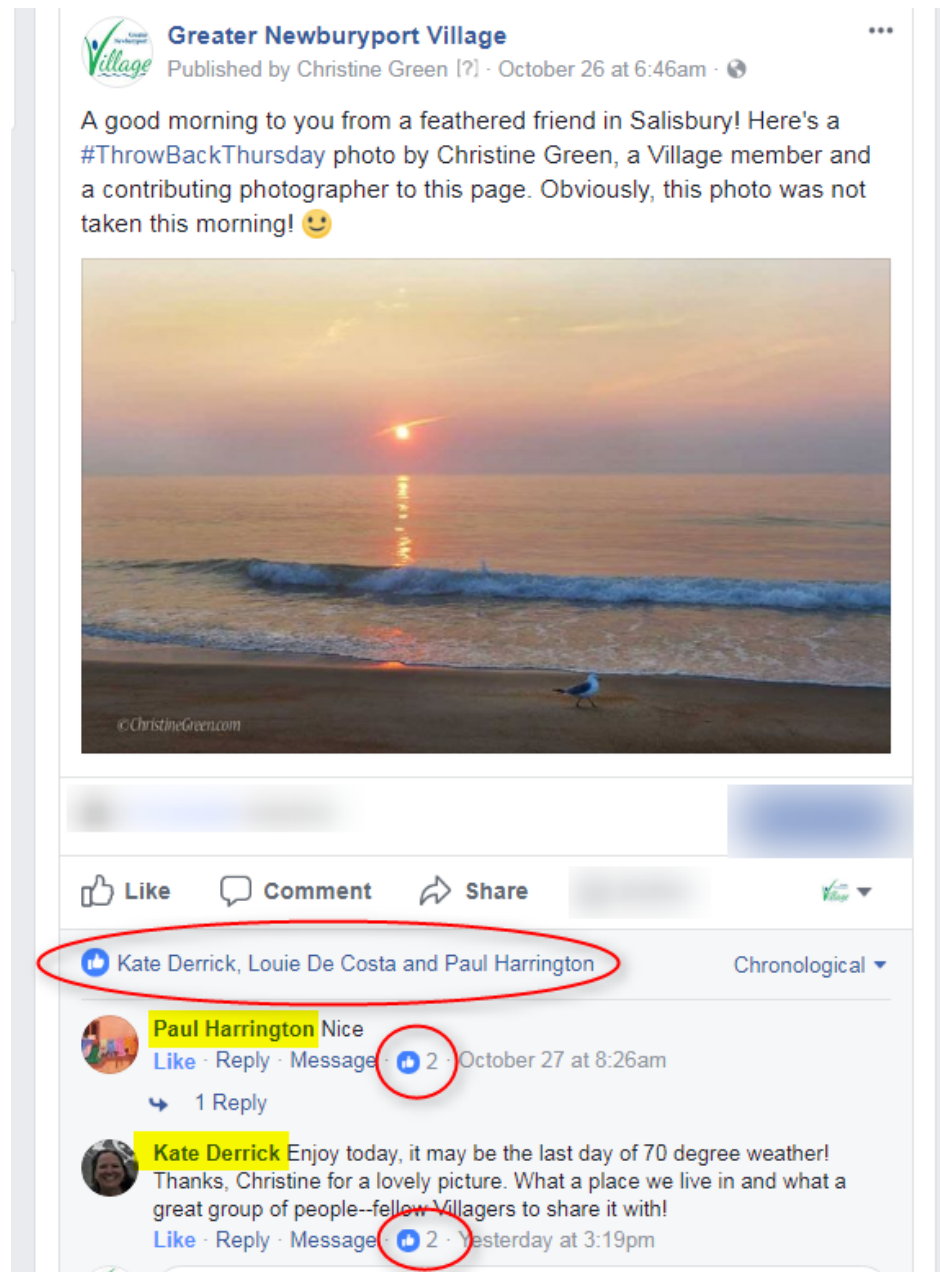 Greater Newburyport Village
Greater Newburyport Village
Published by Christine Green [?] · October 26 at 6:46am ·
A good morning to you from a feathered friend in Salisbury! Here's a
#ThrowBackThursday photo by Christine Green, a Village member and
a contributing photographer to this page. Obviously, this photo was not
taken this morning!
©ChristineGreen.com
Like Comment Share Village
Kate Derrick, Louie De Costa and Paul Harrington Chronological
Paul Harrington Nice
Like · Reply · Message · 2 · October 27 at 8:26am
1 Reply
Kate Derrick Enjoy today, it may be the last day of 70 degree weather!
Thanks, Christine for a lovely picture. What a place we live in and what a
great group of people--fellow Villagers to share it with!
Like · Reply · Message · 2 · Yesterday at 3:19pm